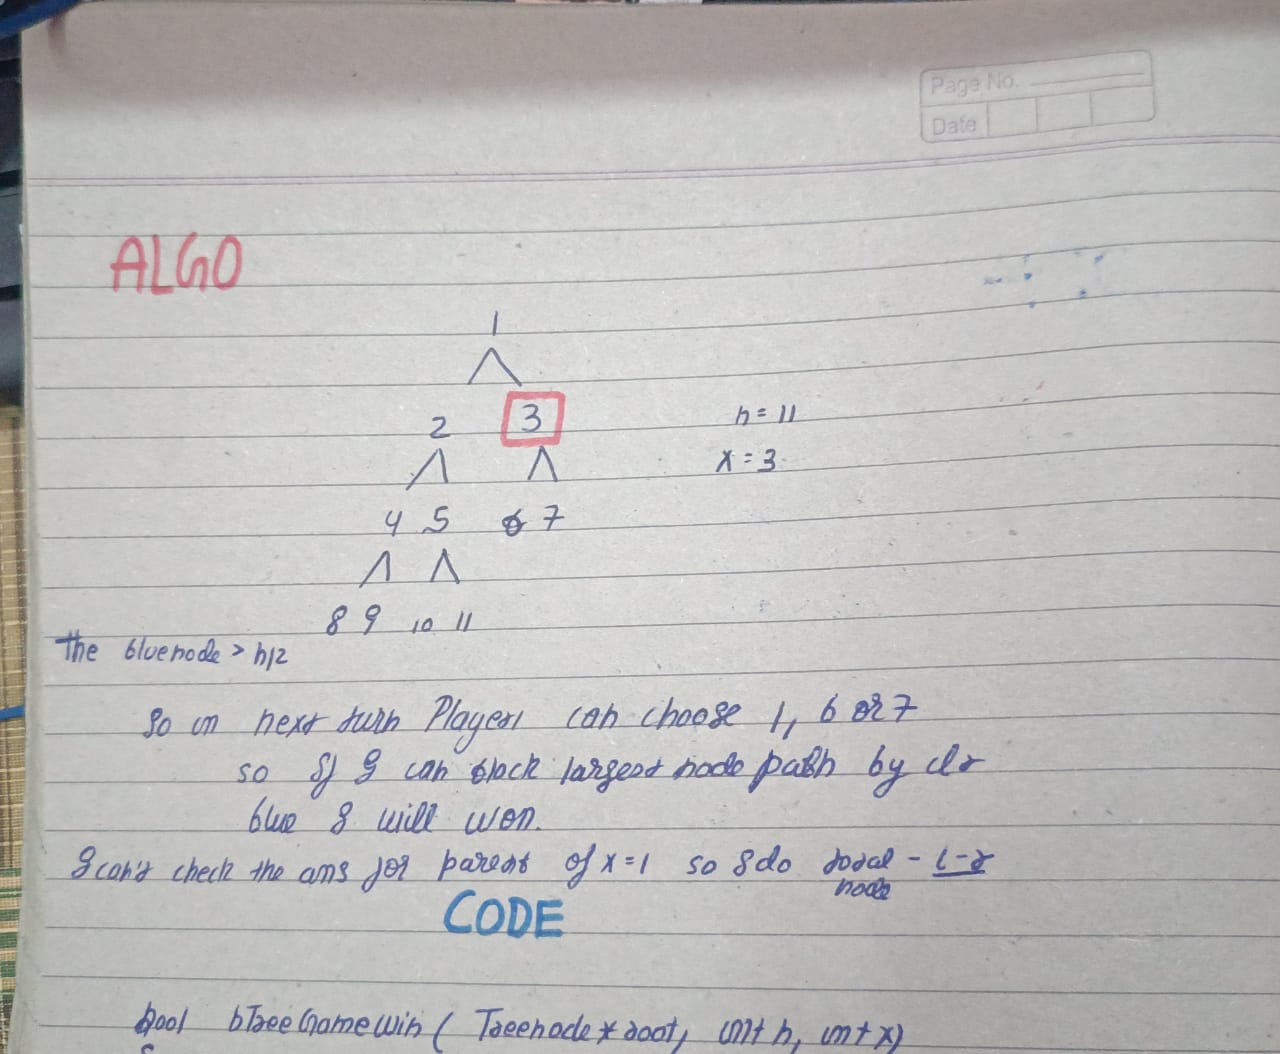 Page No.
Date
ALGO
1
2 3
n = 11
x = 3
4 5 6 7
8 9 10 11
The bluenode > n/2
So in next turn Player1 can choose 1, 6 or 7
so if I can block largest node path by clr
blue I will won.
I can't check the ans for parent of x=1 so I do total - l-r
node
CODE
bool bTreeGameWin( Treenode * root, int n, int x)
{